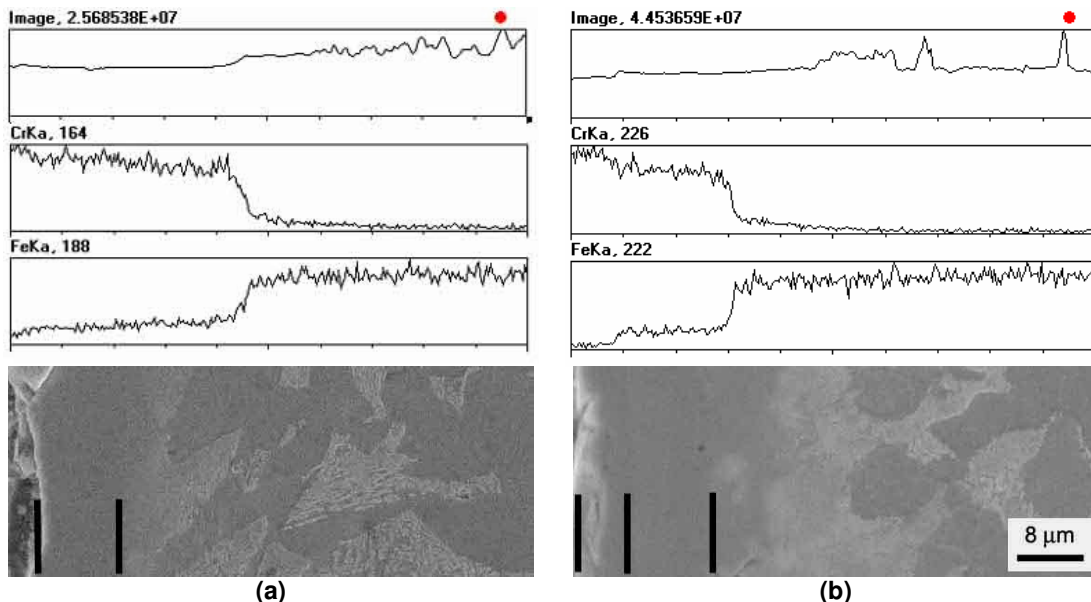 Image, 2.568538E+07
CrKa, 164
FeKa, 188
(a)
Image, 4.453659E+07
CrKa, 226
FeKa, 222
8 μm
(b)